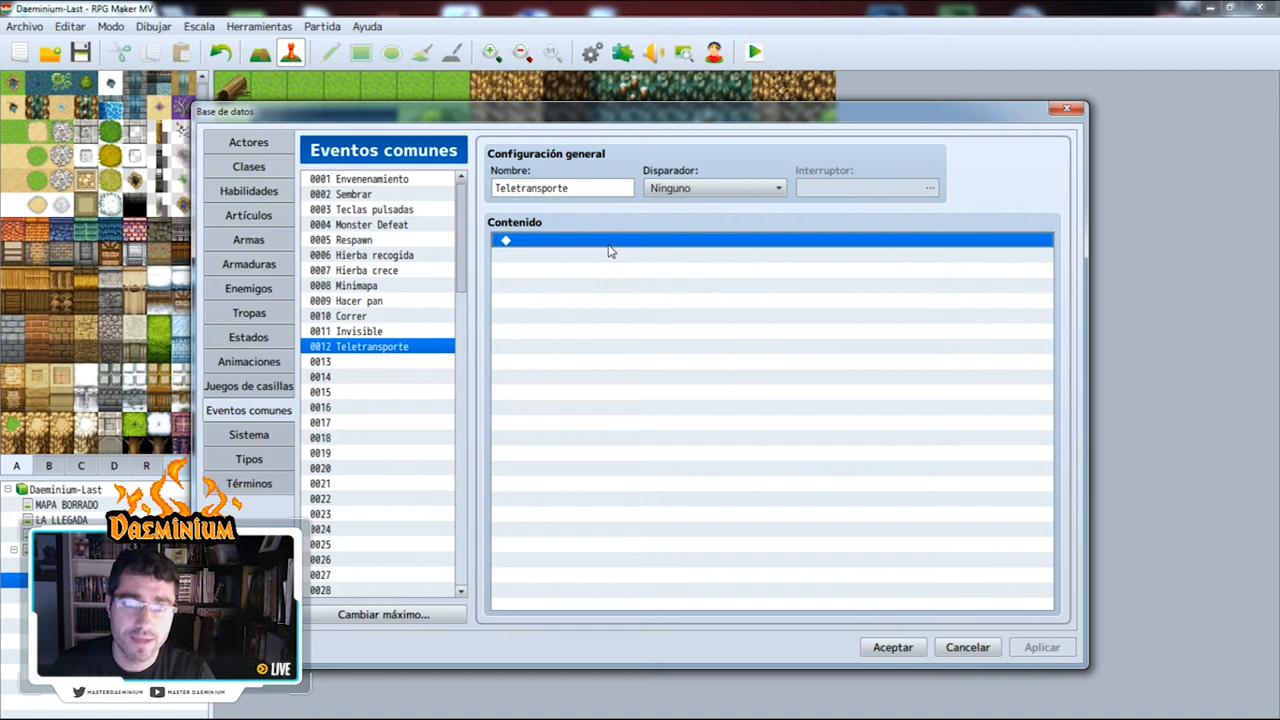 Daeminium-Last - RPG Maker MV
Archivo Editar Modo Dibujar Escala Herramientas Partida Ayuda
Base de datos
Actores
Clases
Habilidades
Artículos
Armas
Armaduras
Enemigos
Tropas
Estados
Animaciones
Juegos de casillas
Eventos comunes
Sistema
Tipos
Términos
Eventos comunes
0001 Envenenamiento
0002 Sembrar
0003 Teclas pulsadas
0004 Monster Defeat
0005 Respawn
0006 Hierba recogida
0007 Hierba crece
0008 Minimapa
0009 Hacer pan
0010 Correr
0011 Invisible
0012 Teletransporte
0013
0014
0015
0016
0017
0018
0019
0020
0021
0022
0023
0024
0025
0026
0027
0028
Cambiar máximo...
Configuración general
Nombre: Disparador: Interruptor:
Teletransporte Ninguno ...
Contenido
Aceptar Cancelar Aplicar
A B C D R
Daeminium-Last
MAPA BORRADO
LA LLEGADA
DAEMINIUM
LIVE
MASTERDAEMINIUM MASTER DAEMINIUM